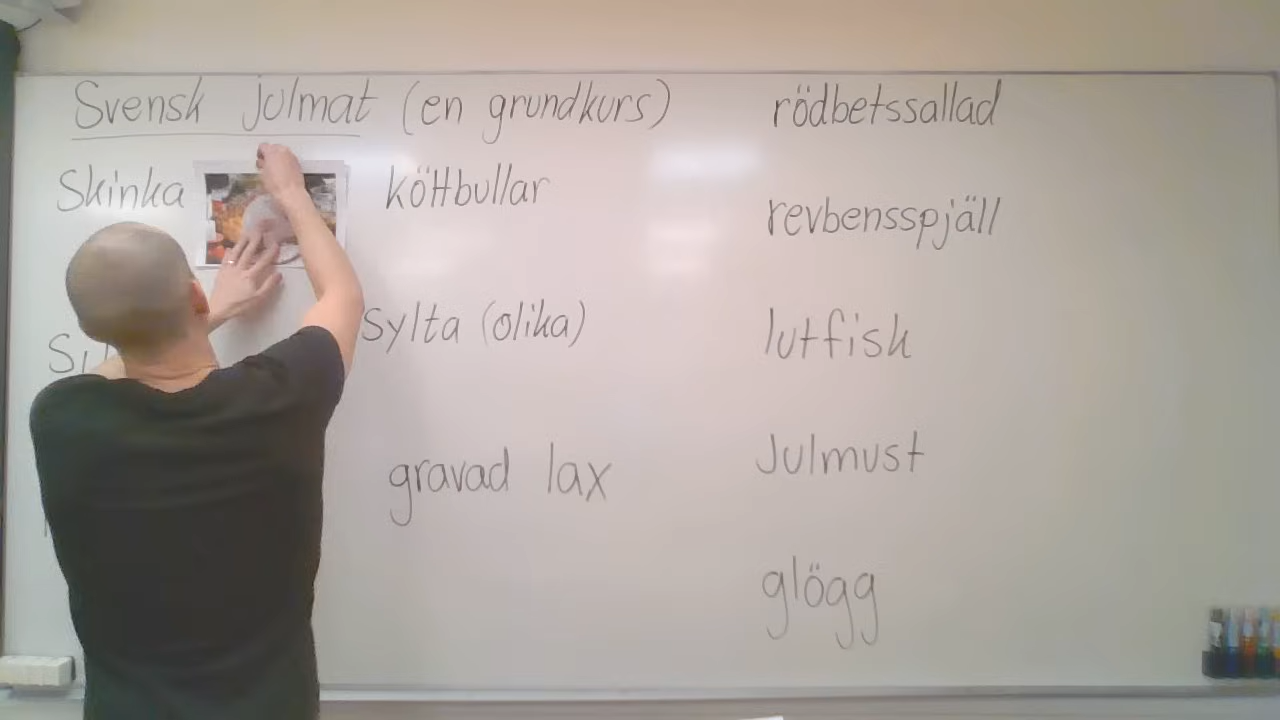 Svensk julmat (en grundkurs)
Skinka
köttbullar
Sylta (olika)
gravad lax
rödbetssallad
revbensspjäll
lutfisk
Julmust
glögg